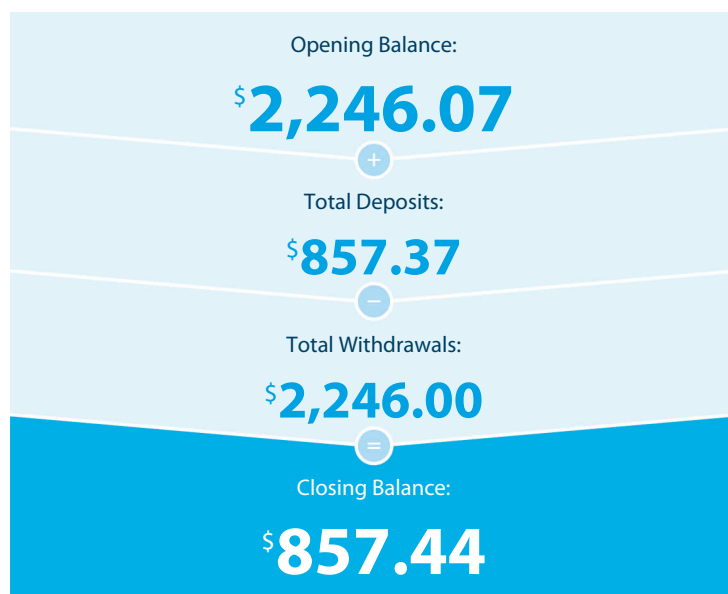 Opening Balance:
$2,246.07
+
Total Deposits:
$857.37
−
Total Withdrawals:
$2,246.00
=
Closing Balance:
$857.44